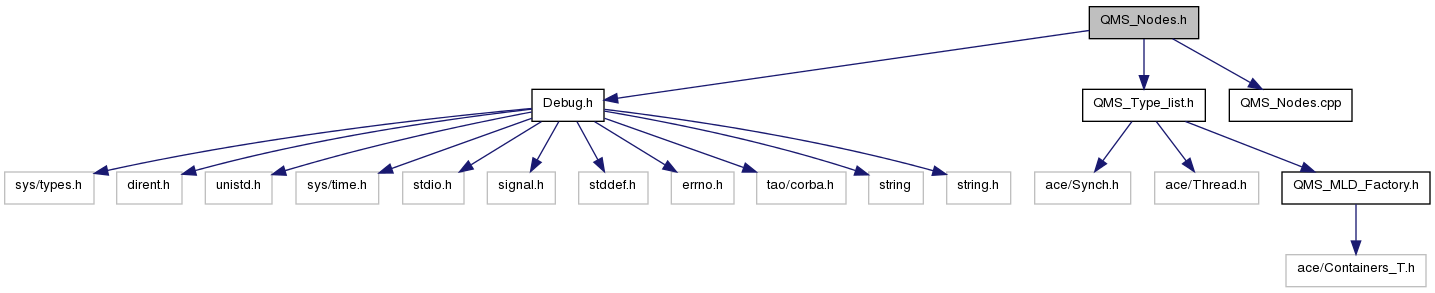 QMS_Nodes.h
Debug.h
QMS_Type_list.h
QMS_Nodes.cpp
sys/types.h
dirent.h
unistd.h
sys/time.h
stdio.h
signal.h
stddef.h
errno.h
tao/corba.h
string
string.h
ace/Synch.h
ace/Thread.h
QMS_MLD_Factory.h
ace/Containers_T.h